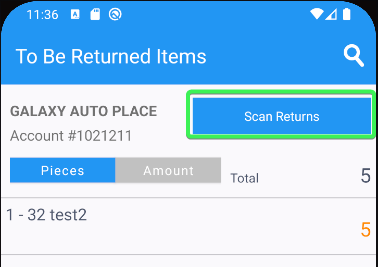 11:36
To Be Returned Items
GALAXY AUTO PLACE
Scan Returns
Account #1021211
Pieces Amount Total 5
1 - 32 test2
5